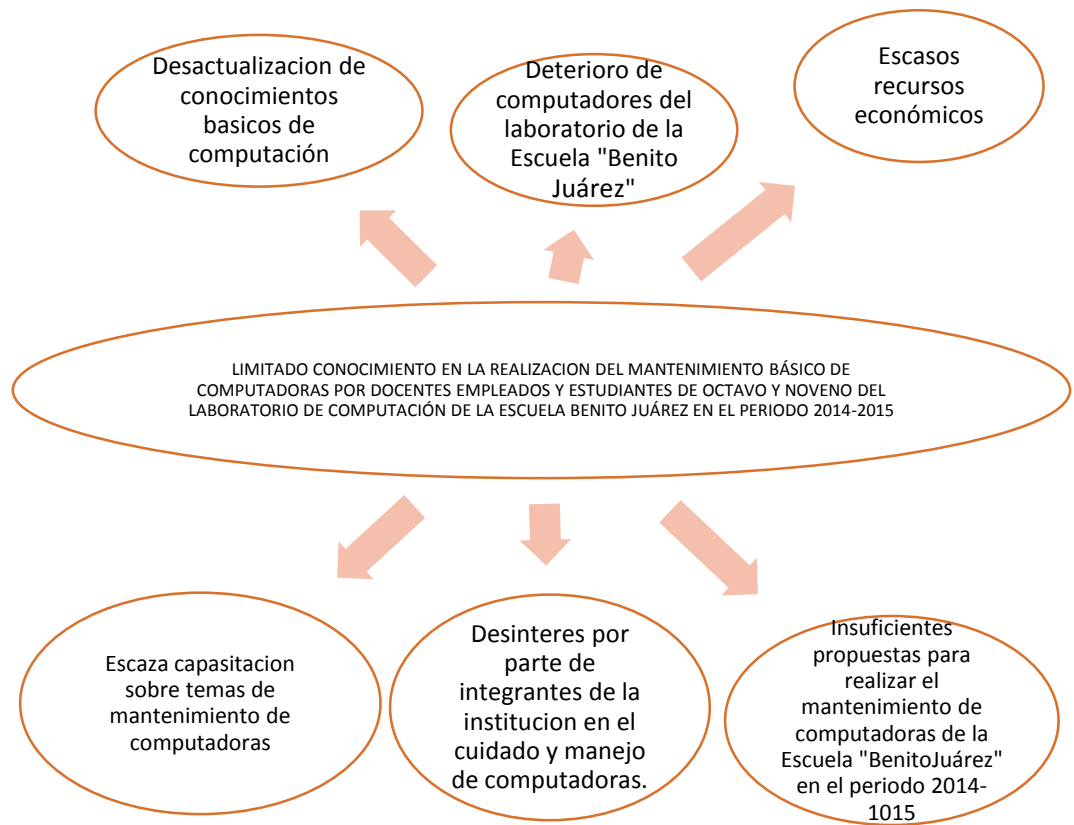 Desactualizacion de
conocimientos
basicos de
computación
Deterioro de
computadores del
laboratorio de la
Escuela "Benito
Juárez"
Escasos
recursos
económicos
LIMITADO CONOCIMIENTO EN LA REALIZACION DEL MANTENIMIENTO BÁSICO DE
COMPUTADORAS POR DOCENTES EMPLEADOS Y ESTUDIANTES DE OCTAVO Y NOVENO DEL
LABORATORIO DE COMPUTACIÓN DE LA ESCUELA BENITO JUÁREZ EN EL PERIODO 2014-2015
Escaza capasitacion
sobre temas de
mantenimiento de
computadoras
Desinteres por
parte de
integrantes de la
institucion en el
cuidado y manejo
de computadoras.
Insuficientes
propuestas para
realizar el
mantenimiento de
computadoras de la
Escuela "BenitoJuárez"
en el periodo 2014-
1015